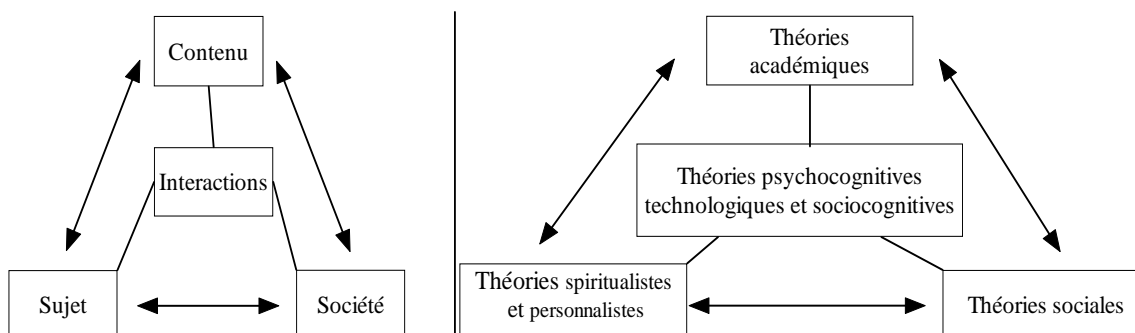 Contenu
Interactions
Sujet
Société
Théories
académiques
Théories psychocognitives
technologiques et sociocognitives
Théories spiritualistes
et personnalistes
Théories sociales